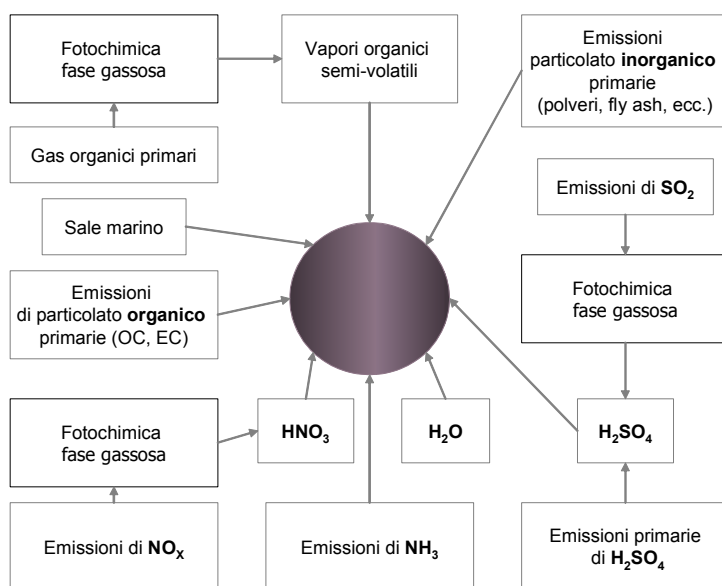 Fotochimica
fase gassosa
Vapori organici
semi-volatili
Emissioni
particolato inorganico
primarie
(polveri, fly ash, ecc.)
Gas organici primari
Emissioni di SO₂
Sale marino
Emissioni
di particolato organico
primarie (OC, EC)
Fotochimica
fase gassosa
Fotochimica
fase gassosa
HNO₃
H₂O
H₂SO₄
Emissioni di NOₓ
Emissioni di NH₃
Emissioni primarie
di H₂SO₄